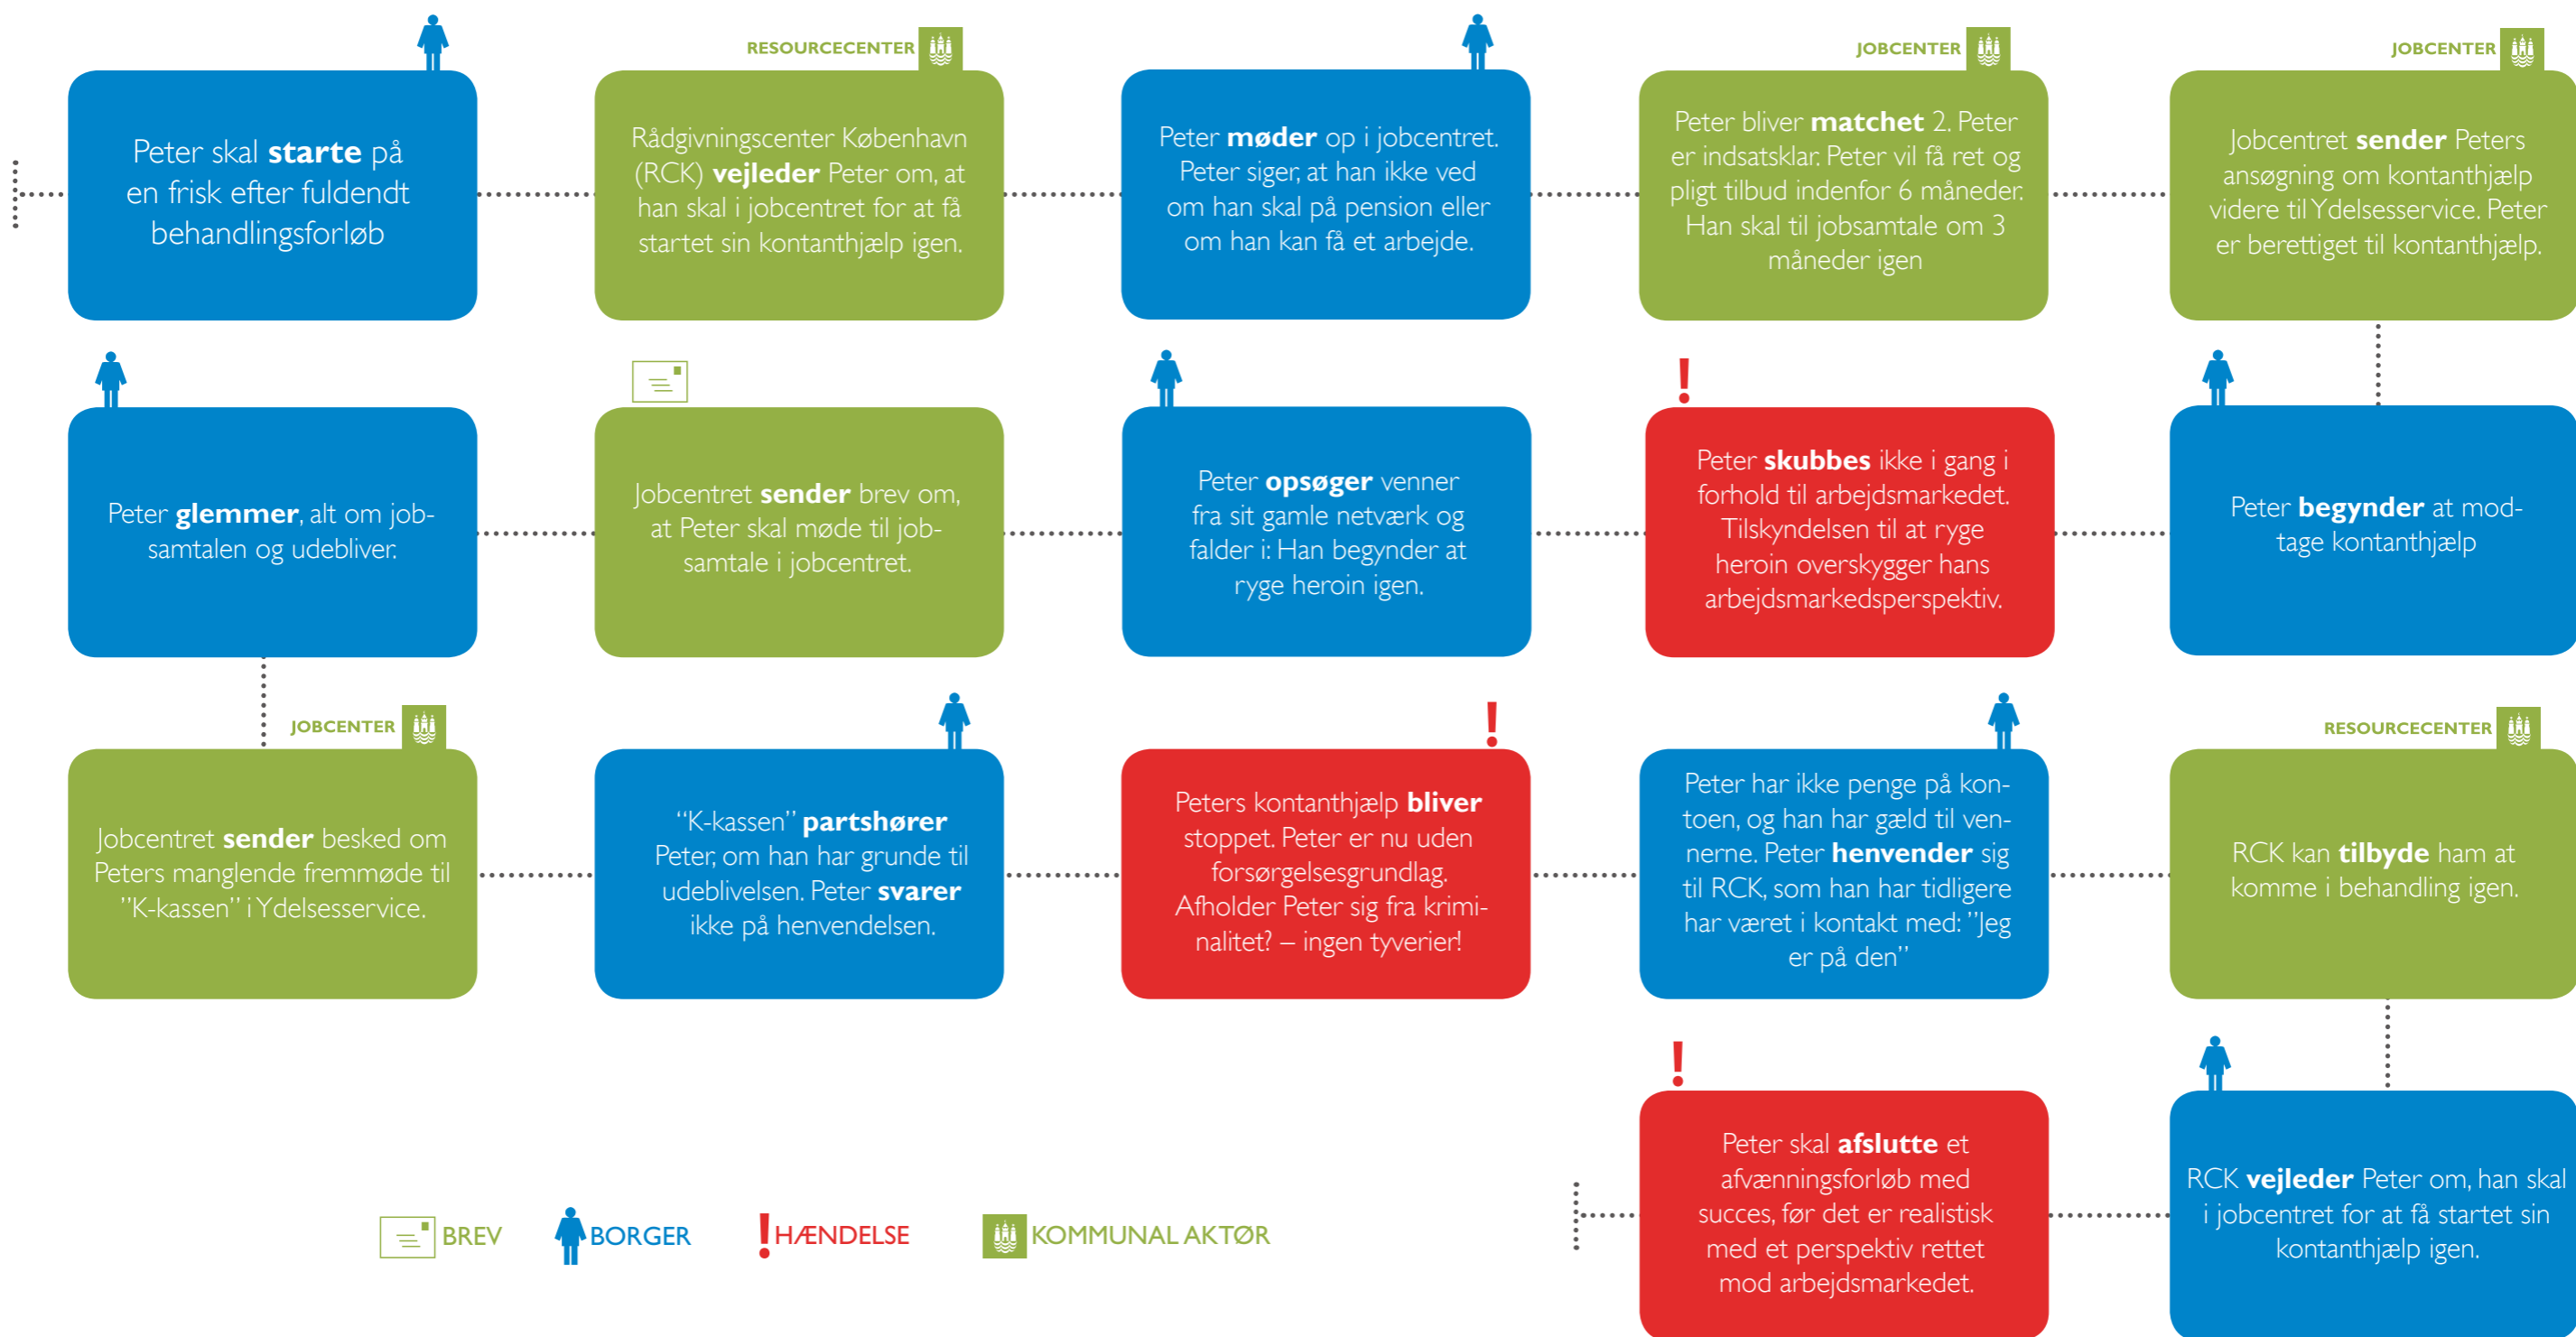 Peter skal starte på
en frisk efter fuldendt
behandlingsforløb
RESOURCECENTER
Rådgivningscenter København
(RCK) vejleder Peter om, at
han skal i jobcentret for at få
startet sin kontanthjælp igen.
Peter møder op i jobcentret.
Peter siger, at han ikke ved
om han skal på pension eller
om han kan få et arbejde.
JOBCENTER
Peter bliver matchet 2. Peter
er indsatsklar. Peter vil få ret og
pligt tilbud indenfor 6 måneder.
Han skal til jobsamtale om 3
måneder igen
JOBCENTER
Jobcentret sender Peters
ansøgning om kontanthjælp
videre til Ydelsesservice. Peter
er berettiget til kontanthjælp.
Peter begynder at mod-
tage kontanthjælp
!
Peter skubbes ikke i gang i
forhold til arbejdsmarkedet.
Tilskyndelsen til at ryge
heroin overskygger hans
arbejdsmarkedsperspektiv.
Peter opsøger venner
fra sit gamle netværk og
falder i: Han begynder at
ryge heroin igen.
Jobcentret sender brev om,
at Peter skal møde til job-
samtale i jobcentret.
Peter glemmer, alt om job-
samtalen og udebliver.
JOBCENTER
Jobcentret sender besked om
Peters manglende fremmøde til
”K-kassen” i Ydelsesservice.
“K-kassen” partshører
Peter, om han har grunde til
udeblivelsen. Peter svarer
ikke på henvendelsen.
!
Peters kontanthjælp bliver
stoppet. Peter er nu uden
forsørgelsesgrundlag.
Afholder Peter sig fra krimi-
nalitet? – ingen tyverier!
Peter har ikke penge på kon-
toen, og han har gæld til ven-
nerne. Peter henvender sig
til RCK, som han har tidligere
har været i kontakt med: ”Jeg
er på den”
RESOURCECENTER
RCK kan tilbyde ham at
komme i behandling igen.
RCK vejleder Peter om, han skal
i jobcentret for at få startet sin
kontanthjælp igen.
!
Peter skal afslutte et
afvænningsforløb med
succes, før det er realistisk
med et perspektiv rettet
mod arbejdsmarkedet.
BREV
BORGER
! HÆNDELSE
KOMMUNAL AKTØR